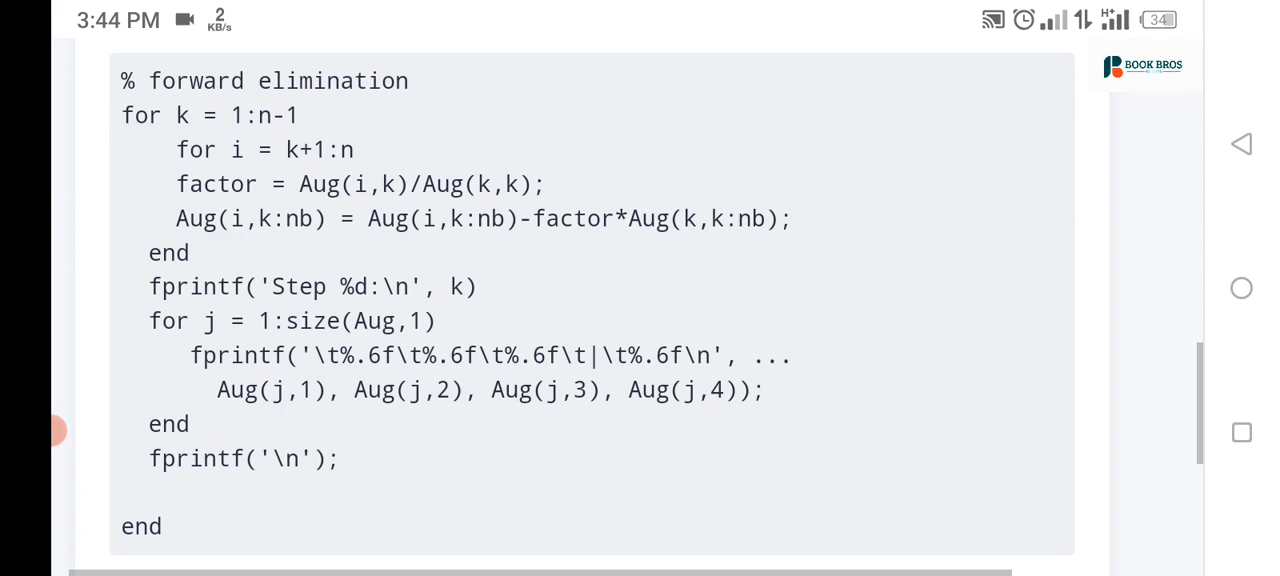 3:44 PM 2 KB/s H+ 34
BOOK BROS
% forward elimination
for k = 1:n-1
    for i = k+1:n
    factor = Aug(i,k)/Aug(k,k);
    Aug(i,k:nb) = Aug(i,k:nb)-factor*Aug(k,k:nb);
  end
  fprintf('Step %d:\n', k)
  for j = 1:size(Aug,1)
     fprintf('\t%.6f\t%.6f\t%.6f\t|\t%.6f\n', ...
       Aug(j,1), Aug(j,2), Aug(j,3), Aug(j,4));
  end
  fprintf('\n');
end